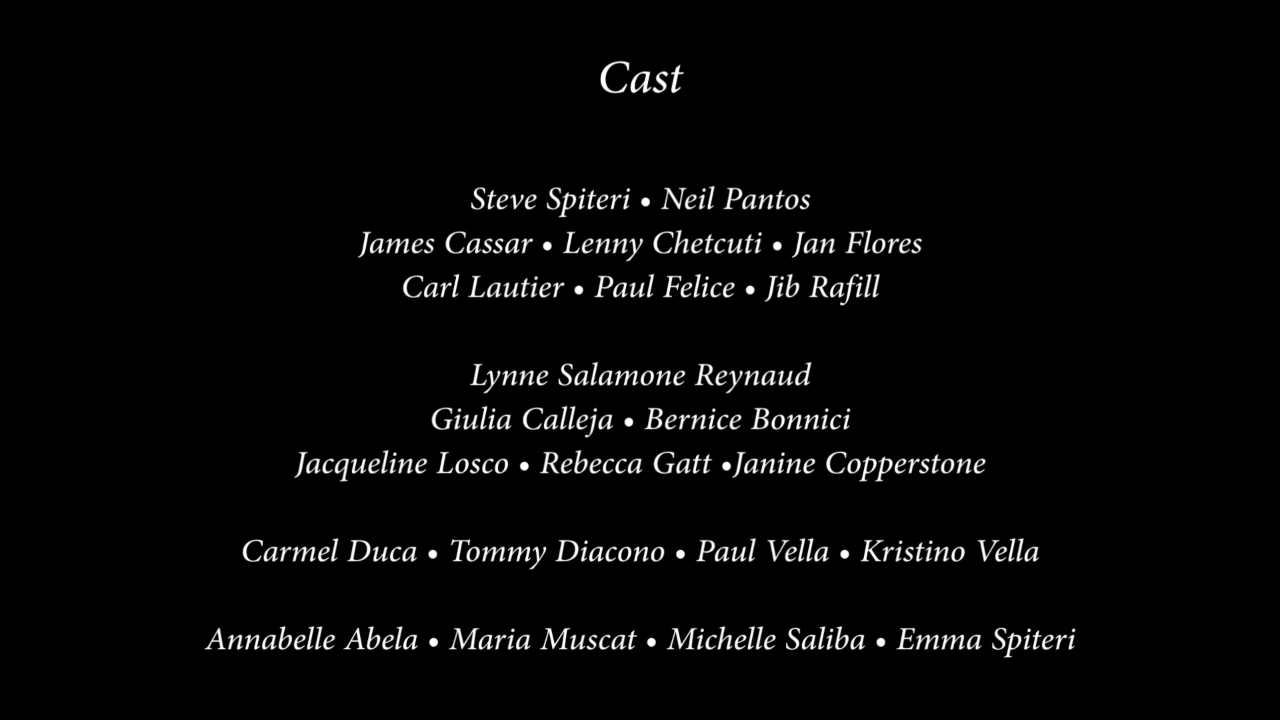 Cast
Steve Spiteri • Neil Pantos
James Cassar • Lenny Chetcuti • Jan Flores
Carl Lautier • Paul Felice • Jib Rafill
Lynne Salamone Reynaud
Giulia Calleja • Bernice Bonnici
Jacqueline Losco • Rebecca Gatt •Janine Copperstone
Carmel Duca • Tommy Diacono • Paul Vella • Kristino Vella
Annabelle Abela • Maria Muscat • Michelle Saliba • Emma Spiteri